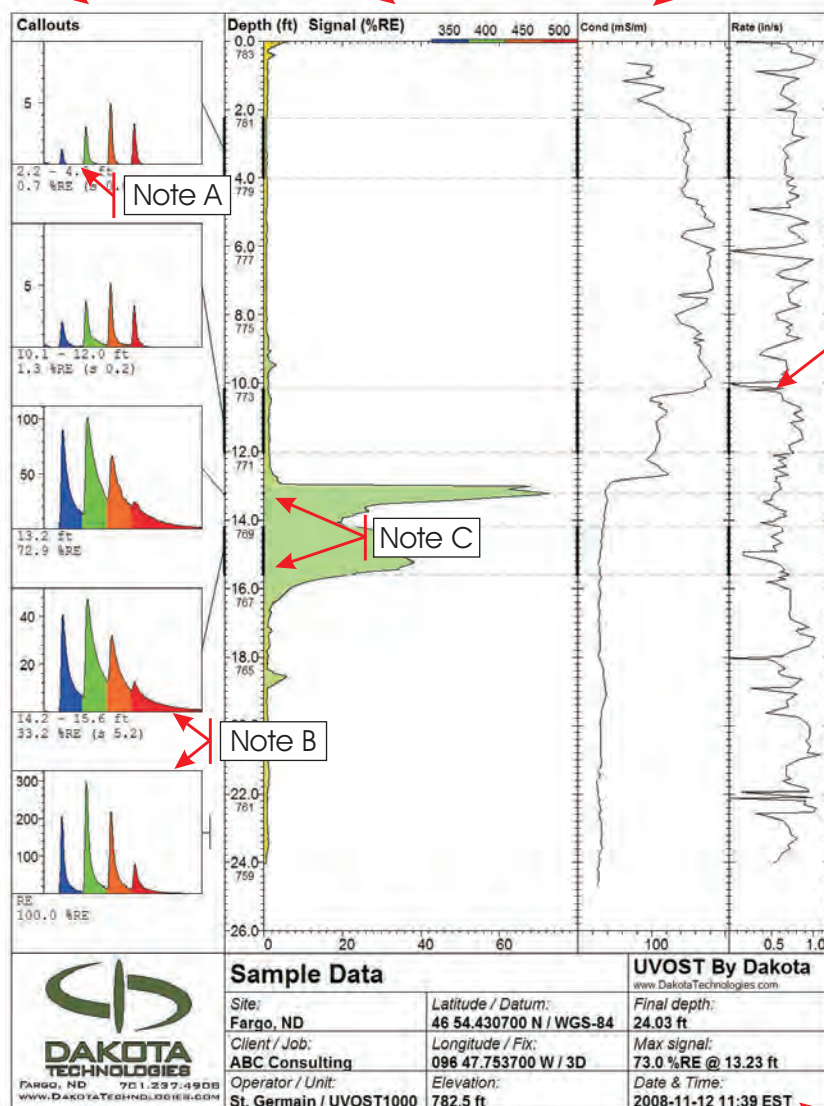 Callouts
Depth (ft) Signal (%RE) 350 400 450 500
Cond (mS/m)
Rate (in/s)
5
2.2 - 4. ft
0.7 %RE (s 0.
Note A
5
10.1 - 12.0 ft
1.3 %RE (s 0.2)
100
50
13.2 ft
72.9 %RE
40
20
14.2 - 15.6 ft
33.2 %RE (s 5.2)
Note B
300
200
100
RE
100.0 %RE
0.0
783
2.0
781
4.0
779
6.0
777
8.0
775
10.0
773
12.0
771
14.0
769
16.0
767
18.0
765
22.0
761
24.0
759
26.0
Note C
0 20 40 60
100
0.5 1.0
DAKOTA
TECHNOLOGIES
FARGO, ND 701.237.4908
WWW.DAKOTATECHNOLOGIES.COM
Sample Data
UVOST By Dakota
www.DakotaTechnologies.com
Site: Latitude / Datum: Final depth:
Fargo, ND 46 54.430700 N / WGS-84 24.03 ft
Client / Job: Longitude / Fix: Max signal:
ABC Consulting 096 47.753700 W / 3D 73.0 %RE @ 13.23 ft
Operator / Unit: Elevation: Date & Time:
St. Germain / UVOST1000 782.5 ft 2008-11-12 11:39 EST